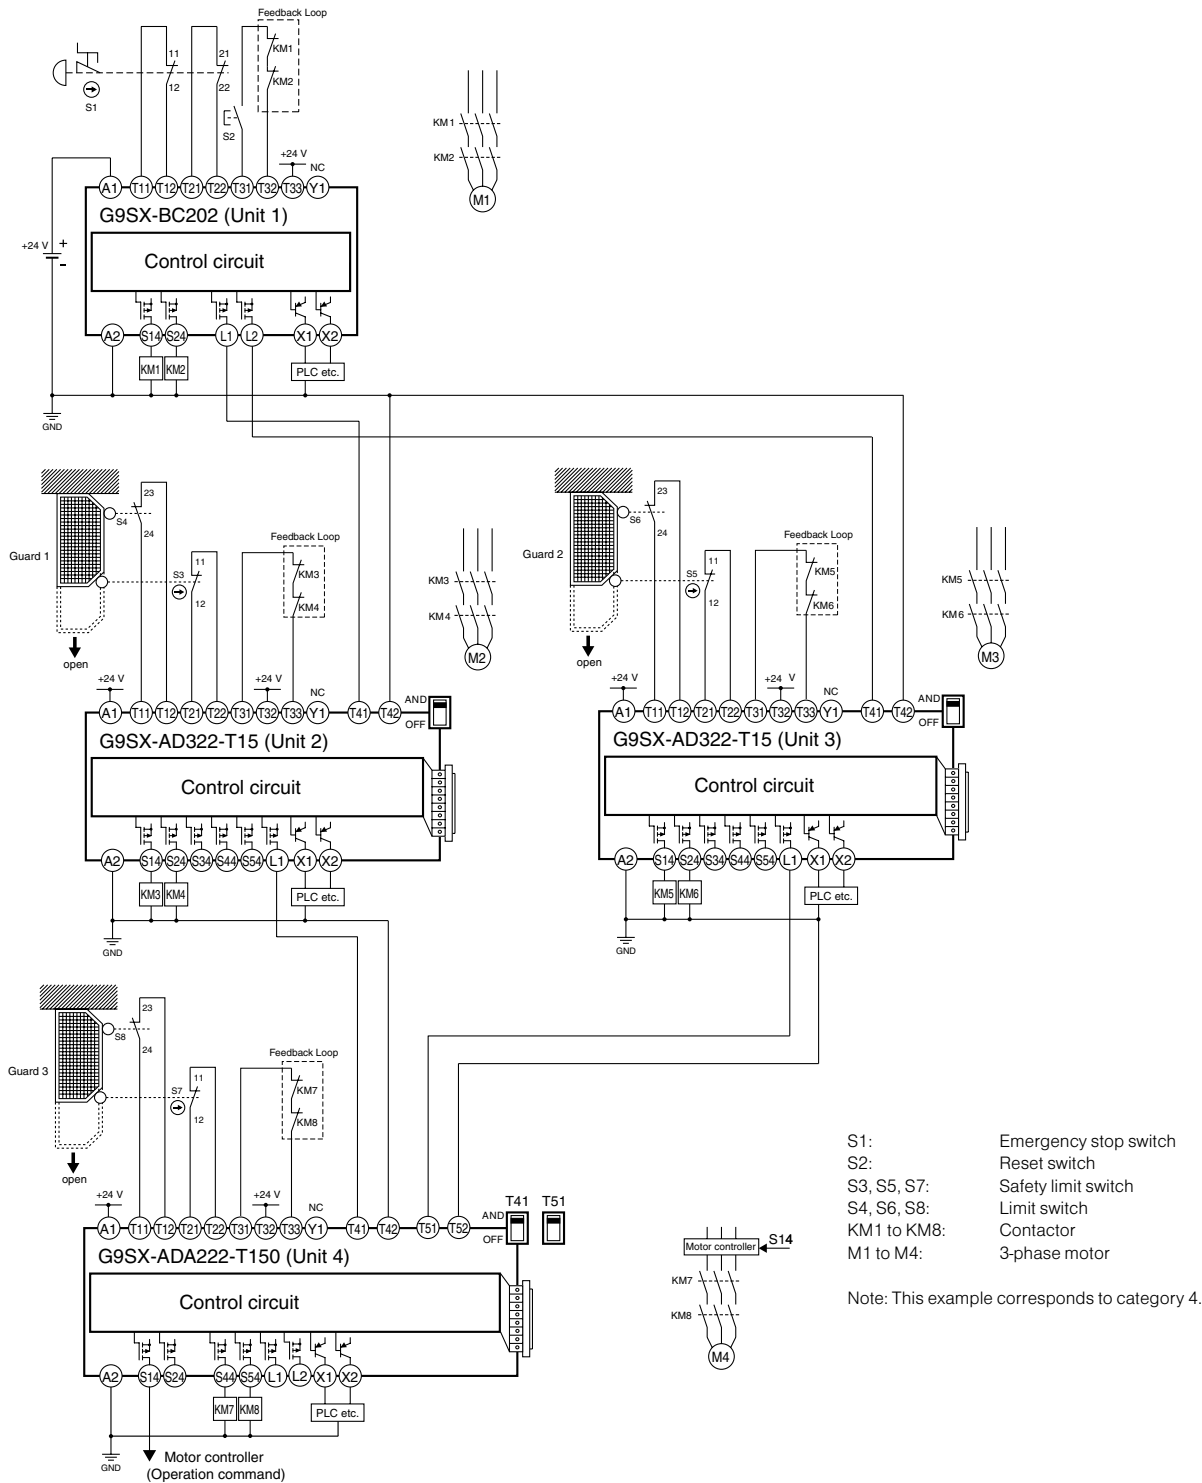 Feedback Loop
11
21
KM1
KM2
12
22
S1
S2
+24 V
NC
KM1
KM2
M1
A1 T11 T12 T21 T22 T31 T32 T33 Y1
G9SX-BC202 (Unit 1)
+24 V
+
-
Control circuit
A2 S14 S24 L1 L2 X1 X2
KM1 KM2
PLC etc.
GND
23
S4
24
Guard 1
Feedback Loop
11
S3
12
KM3
KM4
open
KM3
KM4
M2
+24 V
+24 V
NC
AND
OFF
A1 T11 T12 T21 T22 T31 T32 T33 Y1 T41 T42
G9SX-AD322-T15 (Unit 2)
Control circuit
A2 S14 S24 S34 S44 S54 L1 X1 X2
KM3 KM4
PLC etc.
GND
23
S6
24
Guard 2
Feedback Loop
11
S5
12
KM5
KM6
open
KM5
KM6
M3
+24 V
+24 V
NC
AND
OFF
A1 T11 T12 T21 T22 T31 T32 T33 Y1 T41 T42
G9SX-AD322-T15 (Unit 3)
Control circuit
A2 S14 S24 S34 S44 S54 L1 X1 X2
KM5 KM6
PLC etc.
GND
23
S8
24
Guard 3
Feedback Loop
11
S7
12
KM7
KM8
open
+24 V
+24 V
NC
AND
OFF
T41 T51
A1 T11 T12 T21 T22 T31 T32 T33 Y1 T41 T42 T51 T52
G9SX-ADA222-T150 (Unit 4)
Control circuit
A2 S14 S24 S44 S54 L1 L2 X1 X2
KM7 KM8
PLC etc.
GND
Motor controller
(Operation command)
Motor controller
S14
KM7
KM8
M4
S1: Emergency stop switch
S2: Reset switch
S3, S5, S7: Safety limit switch
S4, S6, S8: Limit switch
KM1 to KM8: Contactor
M1 to M4: 3-phase motor
Note: This example corresponds to category 4.